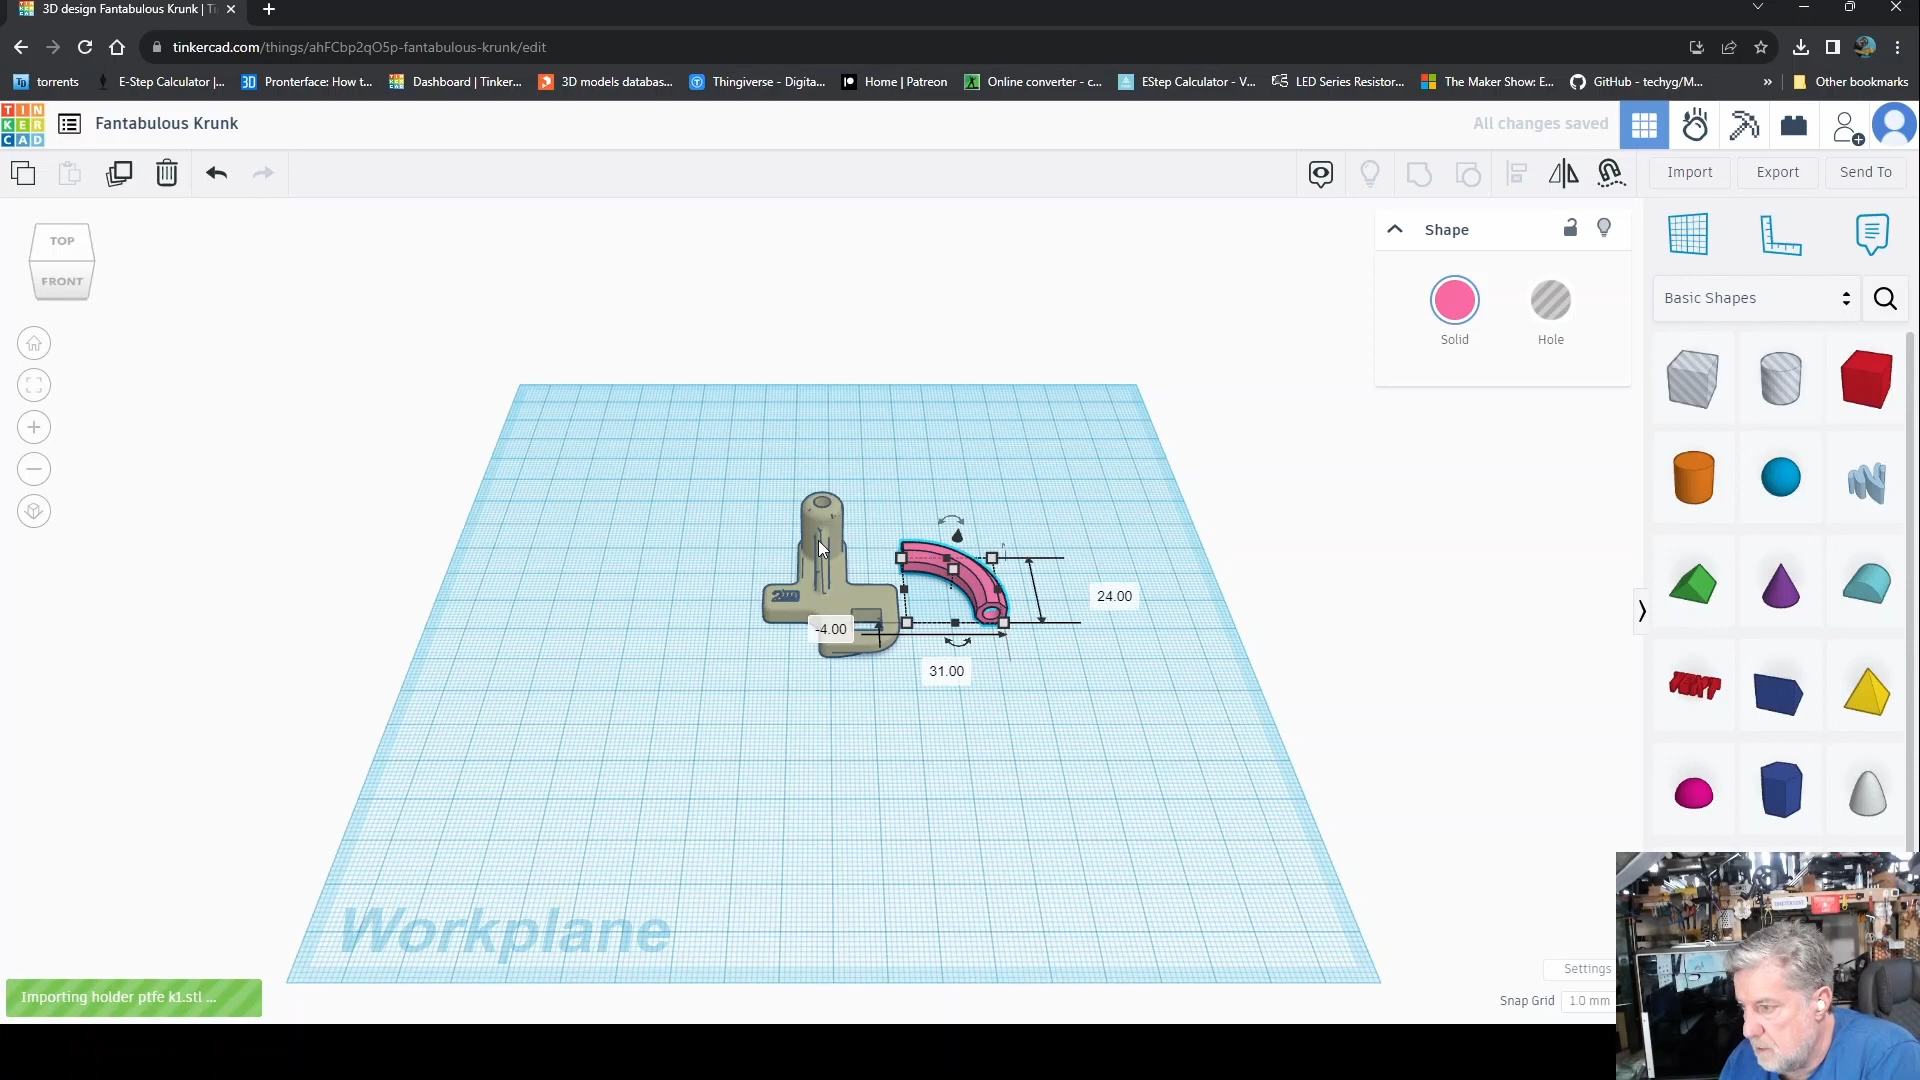 3D design Fantabulous Krunk | Ti
tinkercad.com/things/ahFCbp2qO5p-fantabulous-krunk/edit
torrents
E-Step Calculator |...
Pronterface: How t...
Dashboard | Tinker...
3D models databas...
Thingiverse - Digita...
Home | Patreon
Online converter - c...
EStep Calculator - V...
LED Series Resistor...
The Maker Show: E...
GitHub - techyg/M...
»
Other bookmarks
TIN
KER
CAD
Fantabulous Krunk
All changes saved
Import
Export
Send To
TOP
FRONT
Shape
Solid
Hole
Basic Shapes
TEXT
24.00
-4.00
31.00
Workplane
Importing holder ptfe k1.stl ...
Settings
Snap Grid
1.0 mm